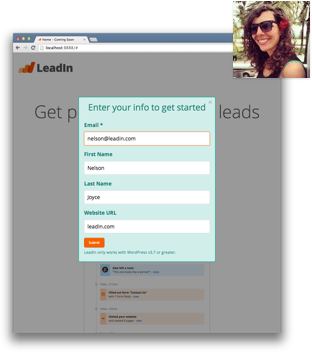 Home - Coming Soon
localhost:8888/#
LeadIn
Get p leads
Enter your info to get started
×
Email *
nelson@leadin.com
First Name
Nelson
Last Name
Joyce
Website URL
leadin.com
LeadIn only works with WordPress v3.7 or greater.